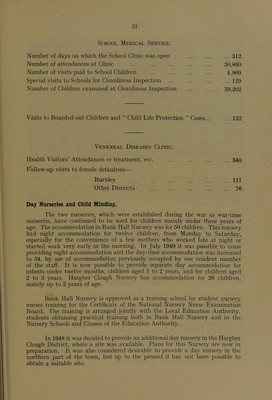 51
School Medical Service.
Number of days on which the School Clinic was open ... 312
Number of attendances at Clinic ... 30,860
Number of visits paid to School Children ... 4,969
Special visits to Schools for Cleanliness Inspection ... 129
Number of Children examined at Cleanliness Inspection ... 39,202
Visits to Boarded-out Children and " Child Life Protection " Cases ... 132
Venereal Diseases Clinic.
Health Visitors' Attendances re treatment, etc. ... 340
Follow-up visits to female defaulters—
Burnley ... 117
Other Districts ... 76
Day Nurseries and Child Minding.
The two nurseries, which were established during the war as war-time
nurseries, have continued to be used for children mainly under three years of
age. The accommodation in Bank Hall Nursery was for 50 children. This nursery
had night accommodation for twelve children, from Monday to Saturday,
especially for the convenience of a few mothers who worked late at night or
started work very early in the morning. In July 1949 it was possible to cease
providing night accommodation and the day-time accommodation was increased
to 54, by use of accommodation previously occupied by one resident member
of the staff. It is now possible to provide separate day accommodation for
infants under twelve months, children aged 1 to 2 years, and for children aged
2 to 3 years. Hargher Clough Nursery has accommodation for 26 children,
mainly up to 2 years of age.
Bank Hall Nursery is approved as a training school for student nursery
nurses training for the Certificate of the National Nursery Nurse Examination
Board. The training is arranged jointly with the Local Education Authority,
students obtaining practical training both in Bank Hall Nursery and in the
Nursery Schools and Classes of the Education Authority.
In 1948 it was decided to provide an additional day nursery in the Hargher
Clough District, where a site was available. Plans for this Nursery are now in
preparation. It was also considered desirable to provide a day nursery in the
northern part of the town, but up to the present it has not been possible to
obtain a suitable site.